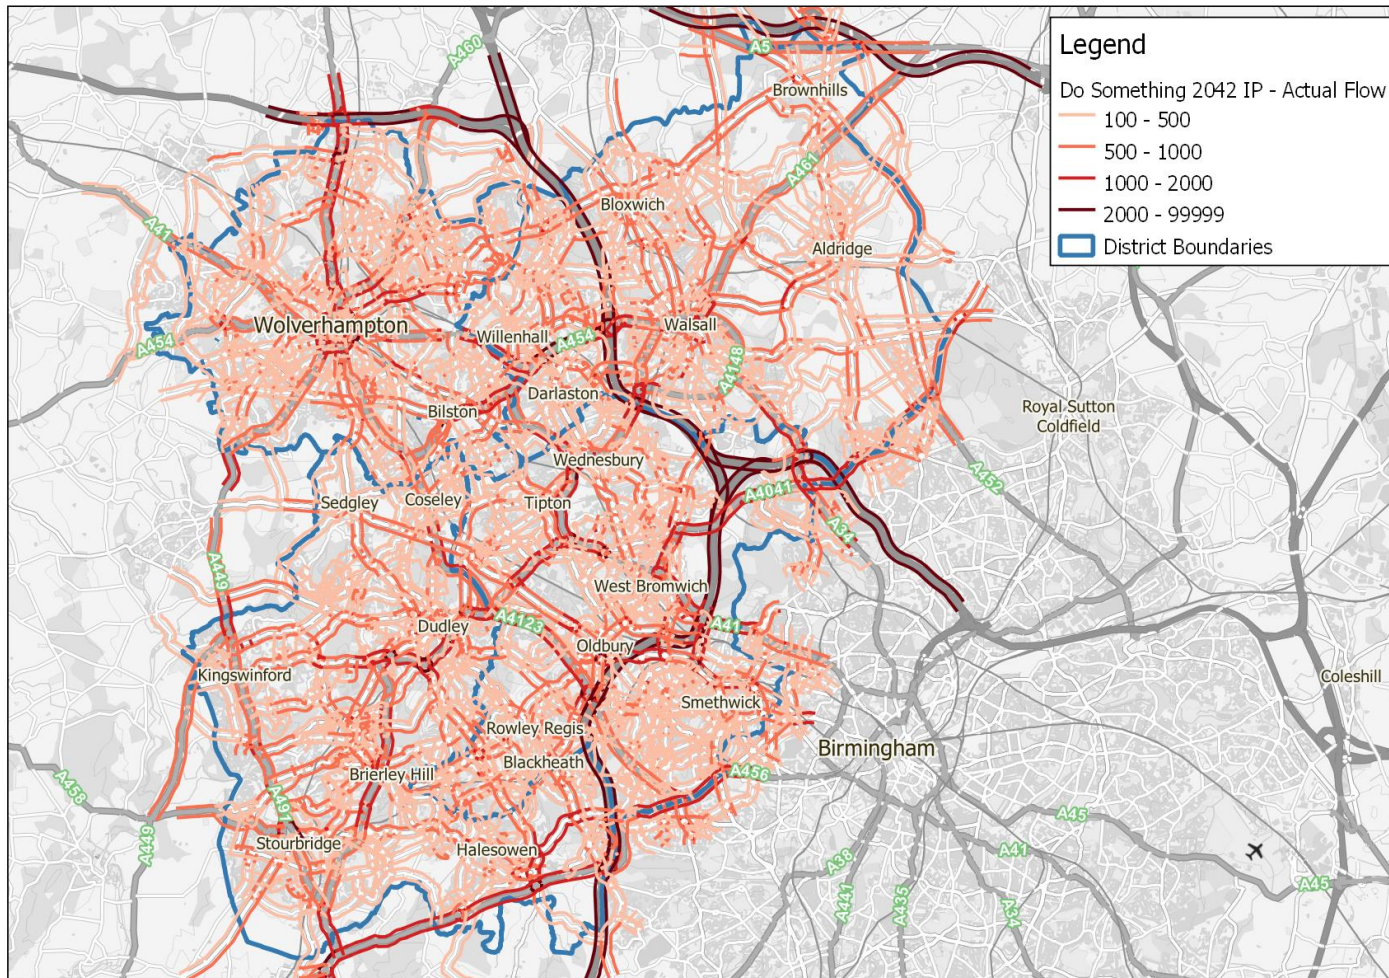 Legend
Do Something 2042 IP - Actual Flow
100 - 500
500 - 1000
1000 - 2000
2000 - 99999
District Boundaries
A460
A5
Brownhills
A461
Bloxwich
A41
Aldridge
Wolverhampton
Willenhall
A454
Walsall
A454
A4148
Darlaston
Bilston
Royal Sutton
Coldfield
Wednesbury
A452
Sedgley
Coseley
Tipton
A4041
A34
A449
West Bromwich
Dudley
A4123
A41
Oldbury
Kingswinford
Coleshill
Smethwick
Rowley Regis
Birmingham
Blackheath
Brierley Hill
A456
A458
A491
A45
A449
Stourbridge
Halesowen
A38
A41
A45
A441
A435
A34